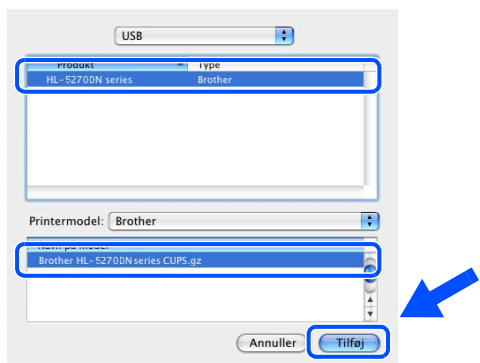 USB
Produkt Type
HL-5270DN series Brother
Printermodel: Brother
Navn på model
Brother HL-5270DN series CUPS.gz
Annuller Tilføj